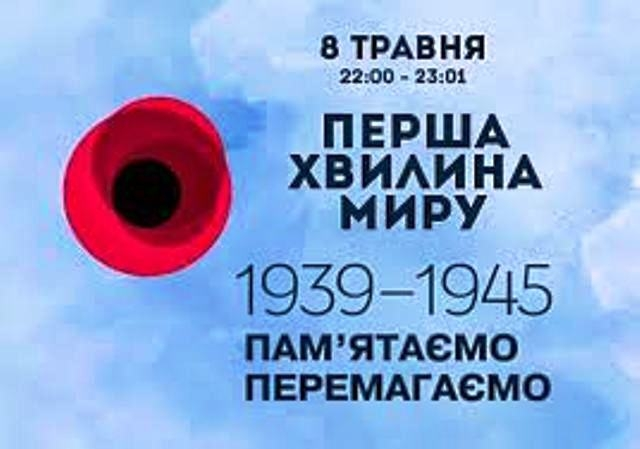 8 ТРАВНЯ
22:00 - 23:01
ПЕРША
ХВИЛИНА
МИРУ
1939–1945
ПАМ'ЯТАЄМО
ПЕРЕМАГАЄМО